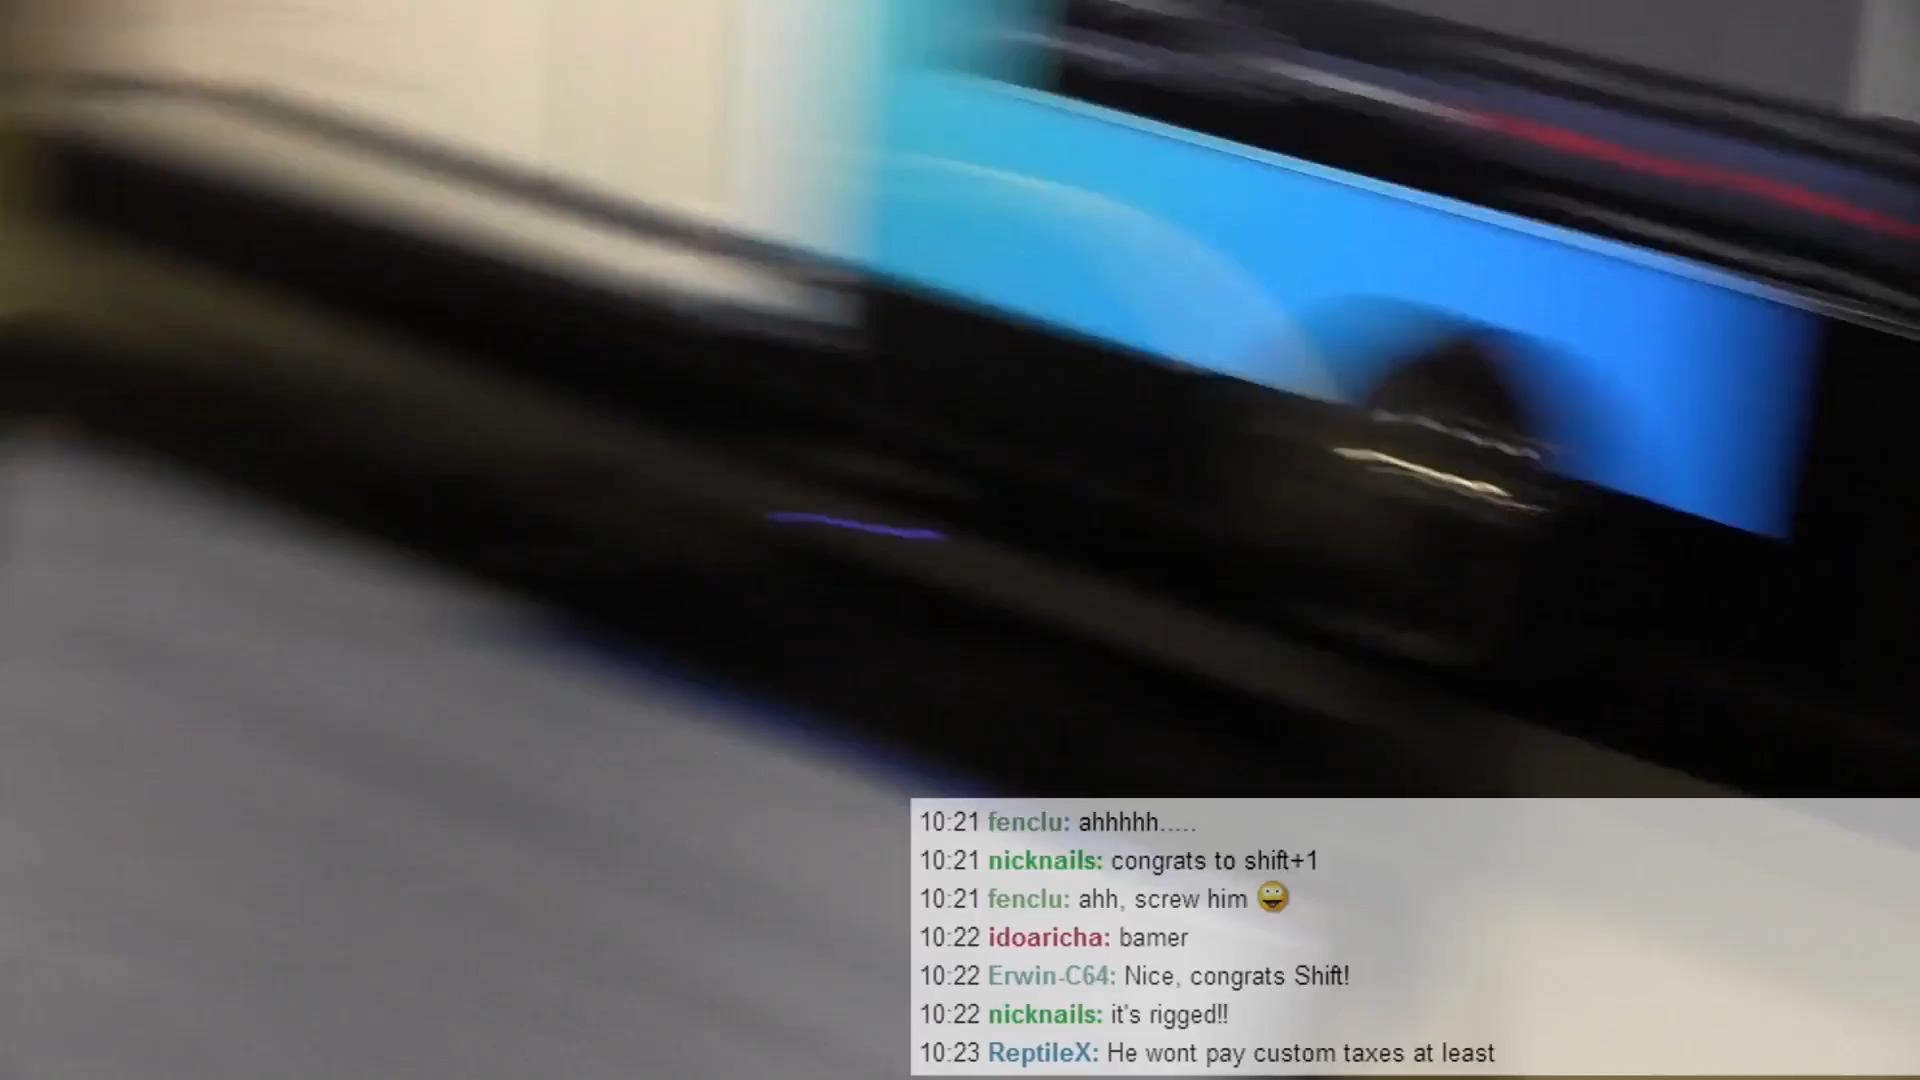 10:21 fenclu: ahhhhh.....
10:21 nicknails: congrats to shift+1
10:21 fenclu: ahh, screw him
10:22 idoaricha: bamer
10:22 Erwin-C64: Nice, congrats Shift!
10:22 nicknails: it's rigged!!
10:23 ReptileX: He wont pay custom taxes at least